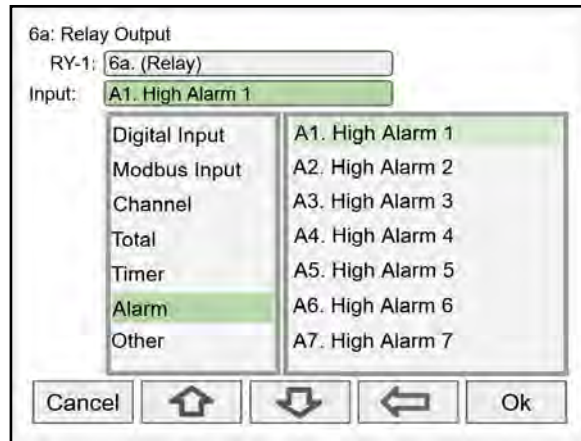 6a: Relay Output
RY-1: 6a. (Relay)
Input: A1. High Alarm 1
Digital Input
Modbus Input
Channel
Total
Timer
Alarm
Other
A1. High Alarm 1
A2. High Alarm 2
A3. High Alarm 3
A4. High Alarm 4
A5. High Alarm 5
A6. High Alarm 6
A7. High Alarm 7
Cancel
Ok